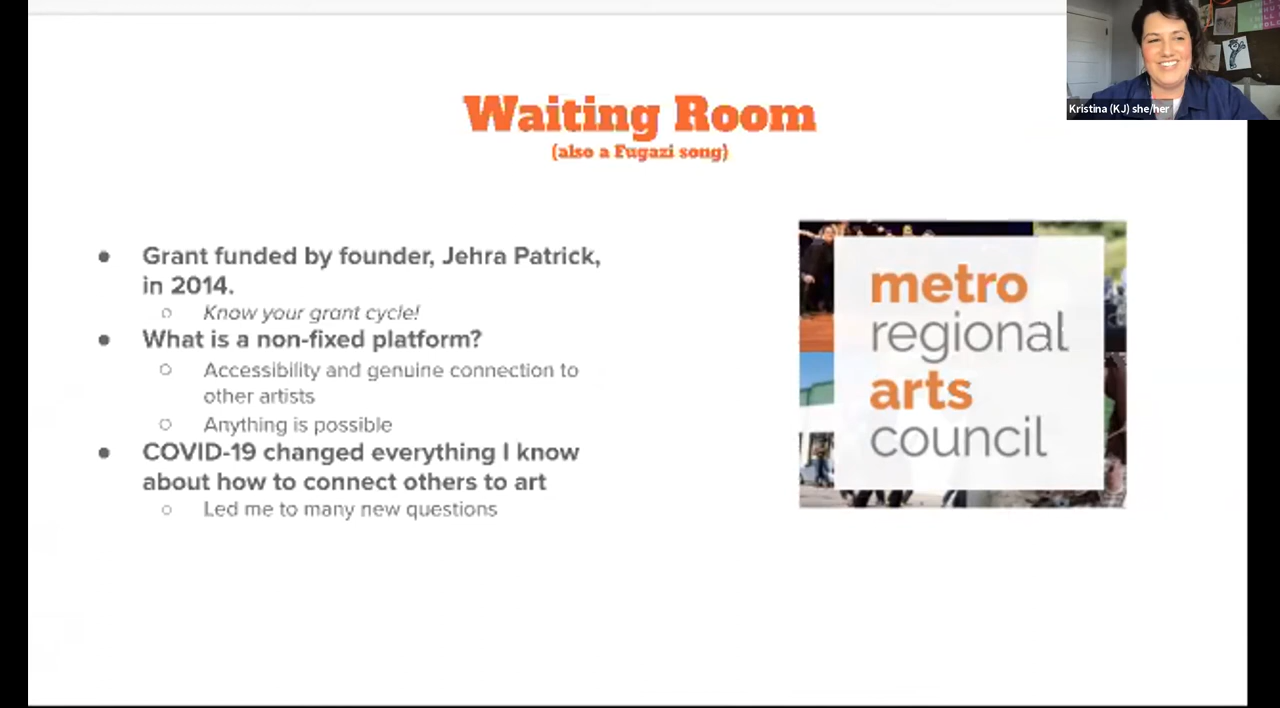 Waiting Room
(also a Fugazi song)
Kristina (KJ) she/her
● Grant funded by founder, Jehra Patrick,
in 2014.
○ Know your grant cycle!
● What is a non-fixed platform?
○ Accessibility and genuine connection to
other artists
○ Anything is possible
● COVID-19 changed everything I know
about how to connect others to art
○ Led me to many new questions
metro
regional
arts
council